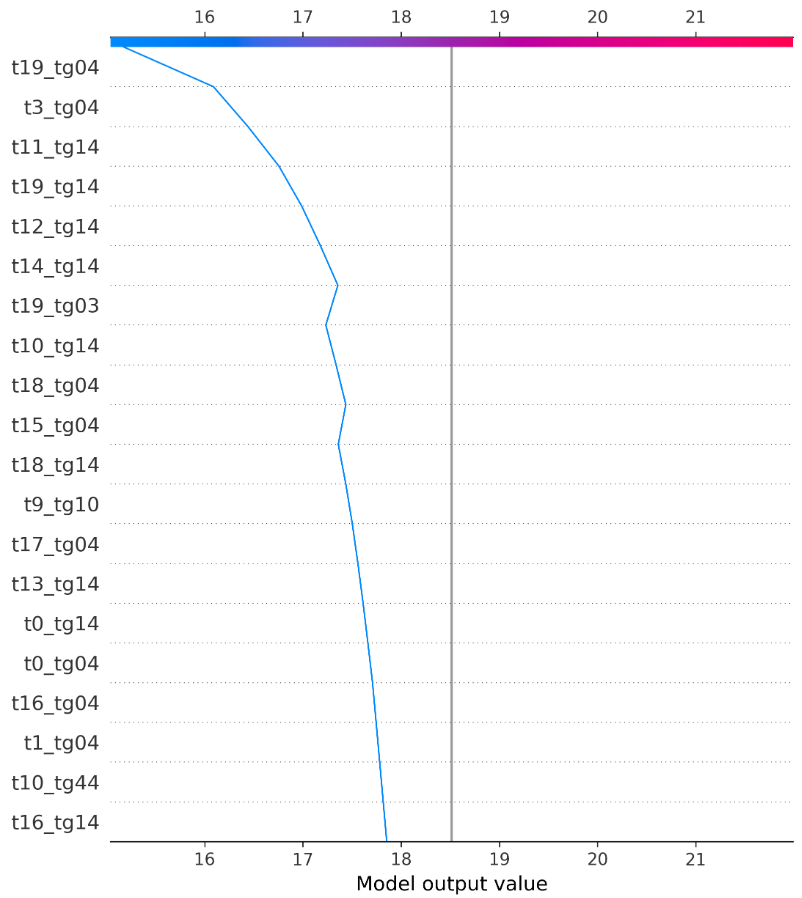 16 17 18 19 20 21
t19_tg04
t3_tg04
t11_tg14
t19_tg14
t12_tg14
t14_tg14
t19_tg03
t10_tg14
t18_tg04
t15_tg04
t18_tg14
t9_tg10
t17_tg04
t13_tg14
t0_tg14
t0_tg04
t16_tg04
t1_tg04
t10_tg44
t16_tg14
16 17 18 19 20 21
Model output value